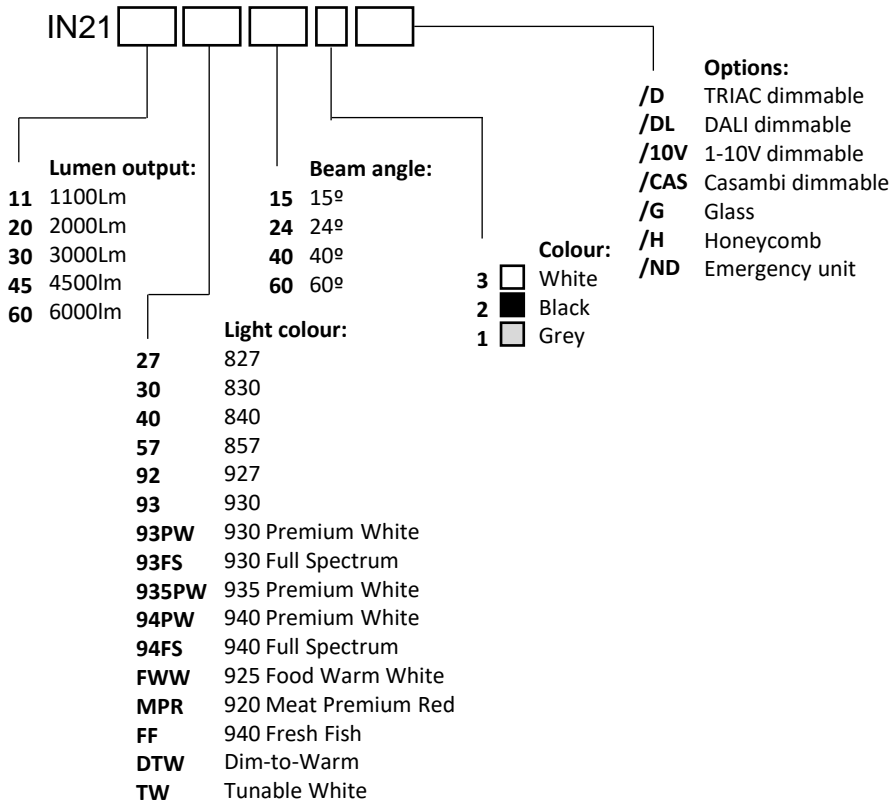 IN21
Options:
/D TRIAC dimmable
/DL DALI dimmable
/10V 1-10V dimmable
/CAS Casambi dimmable
/G Glass
/H Honeycomb
/ND Emergency unit
Lumen output:
11 1100Lm
20 2000Lm
30 3000Lm
45 4500lm
60 6000lm
Beam angle:
15 15º
24 24º
40 40º
60 60º
Colour:
3 White
2 Black
1 Grey
Light colour:
27 827
30 830
40 840
57 857
92 927
93 930
93PW 930 Premium White
93FS 930 Full Spectrum
935PW 935 Premium White
94PW 940 Premium White
94FS 940 Full Spectrum
FWW 925 Food Warm White
MPR 920 Meat Premium Red
FF 940 Fresh Fish
DTW Dim-to-Warm
TW Tunable White